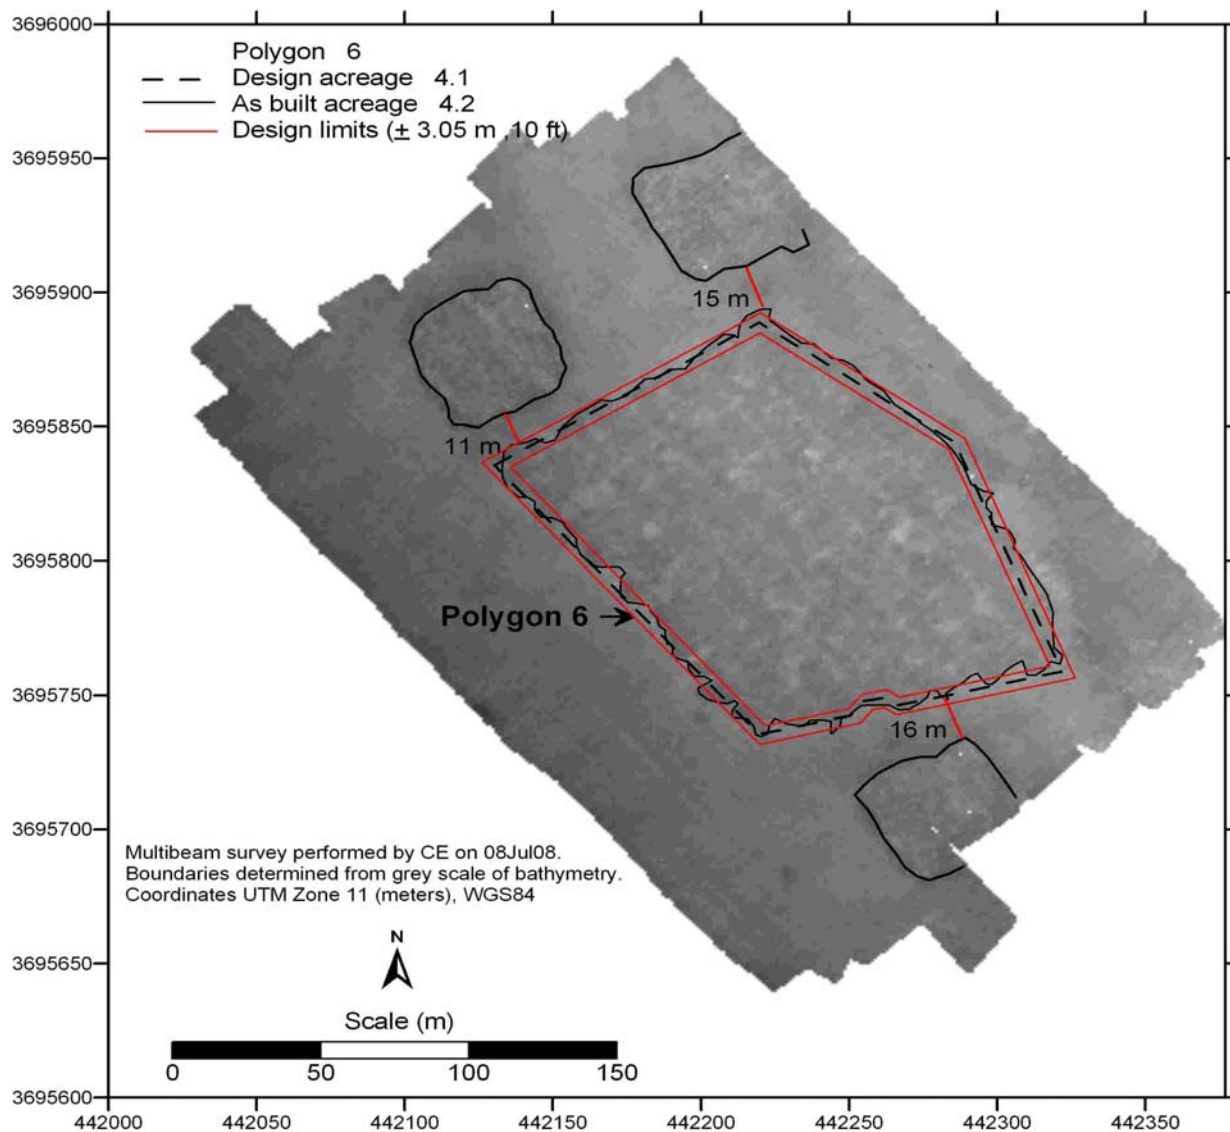 3696000
Polygon 6
Design acreage 4.1
As built acreage 4.2
Design limits (± 3.05 m ,10 ft)
3695950
3695900
15 m
3695850
11 m
3695800
Polygon 6
3695750
16 m
3695700
Multibeam survey performed by CE on 08Jul08.
Boundaries determined from grey scale of bathymetry.
Coordinates UTM Zone 11 (meters), WGS84
N
3695650
Scale (m)
0 50 100 150
3695600
442000 442050 442100 442150 442200 442250 442300 442350